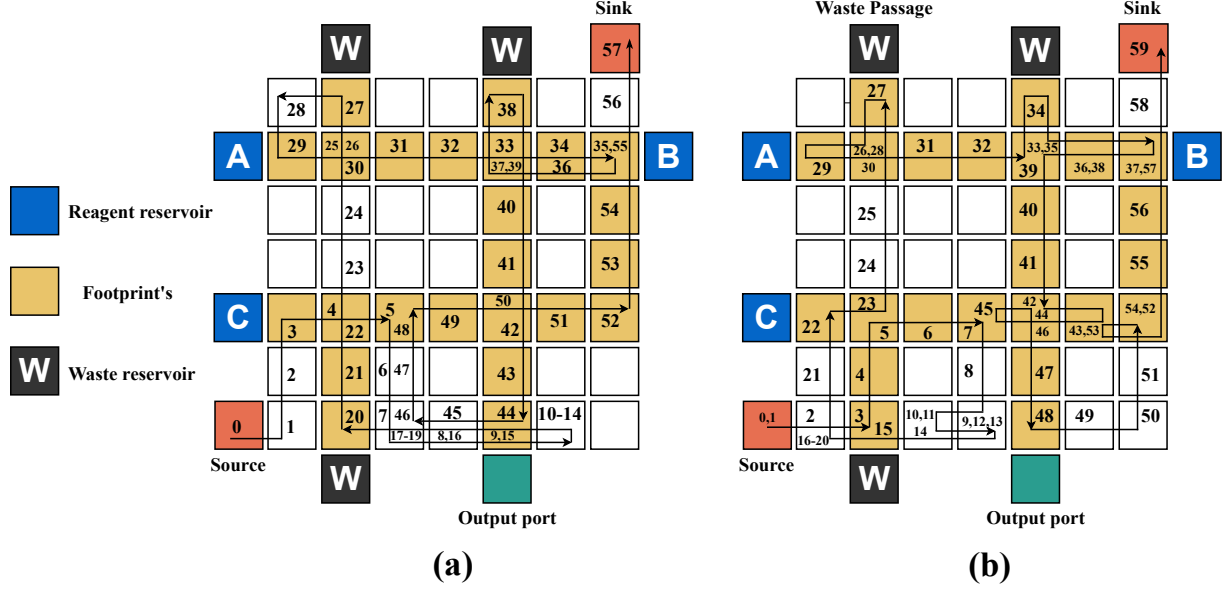 Sink Waste Passage Sink
W W 57 W W 59
28 27 38 56 27 34 58
A 29 25 26 30 31 32 33 37,39 34 36 35,55 B A 29 26,28 30 31 32 33,35 39 36,38 37,57 B
Reagent reservoir 24 40 54 25 40 56
Footprint's 23 41 53 24 41 55
C 3 4 22 5 48 49 50 42 51 52 C 22 23 5 6 7 45 42 44 46 43,53 54,52
W Waste reservoir 2 21 6 47 43 21 4 8 47 51
0 1 20 7 46 17-19 45 8,16 44 9,15 10-14 0,1 2 16-20 3 15 10,11 14 9,12,13 48 49 50
Source W Source W
Output port Output port
(a) (b)